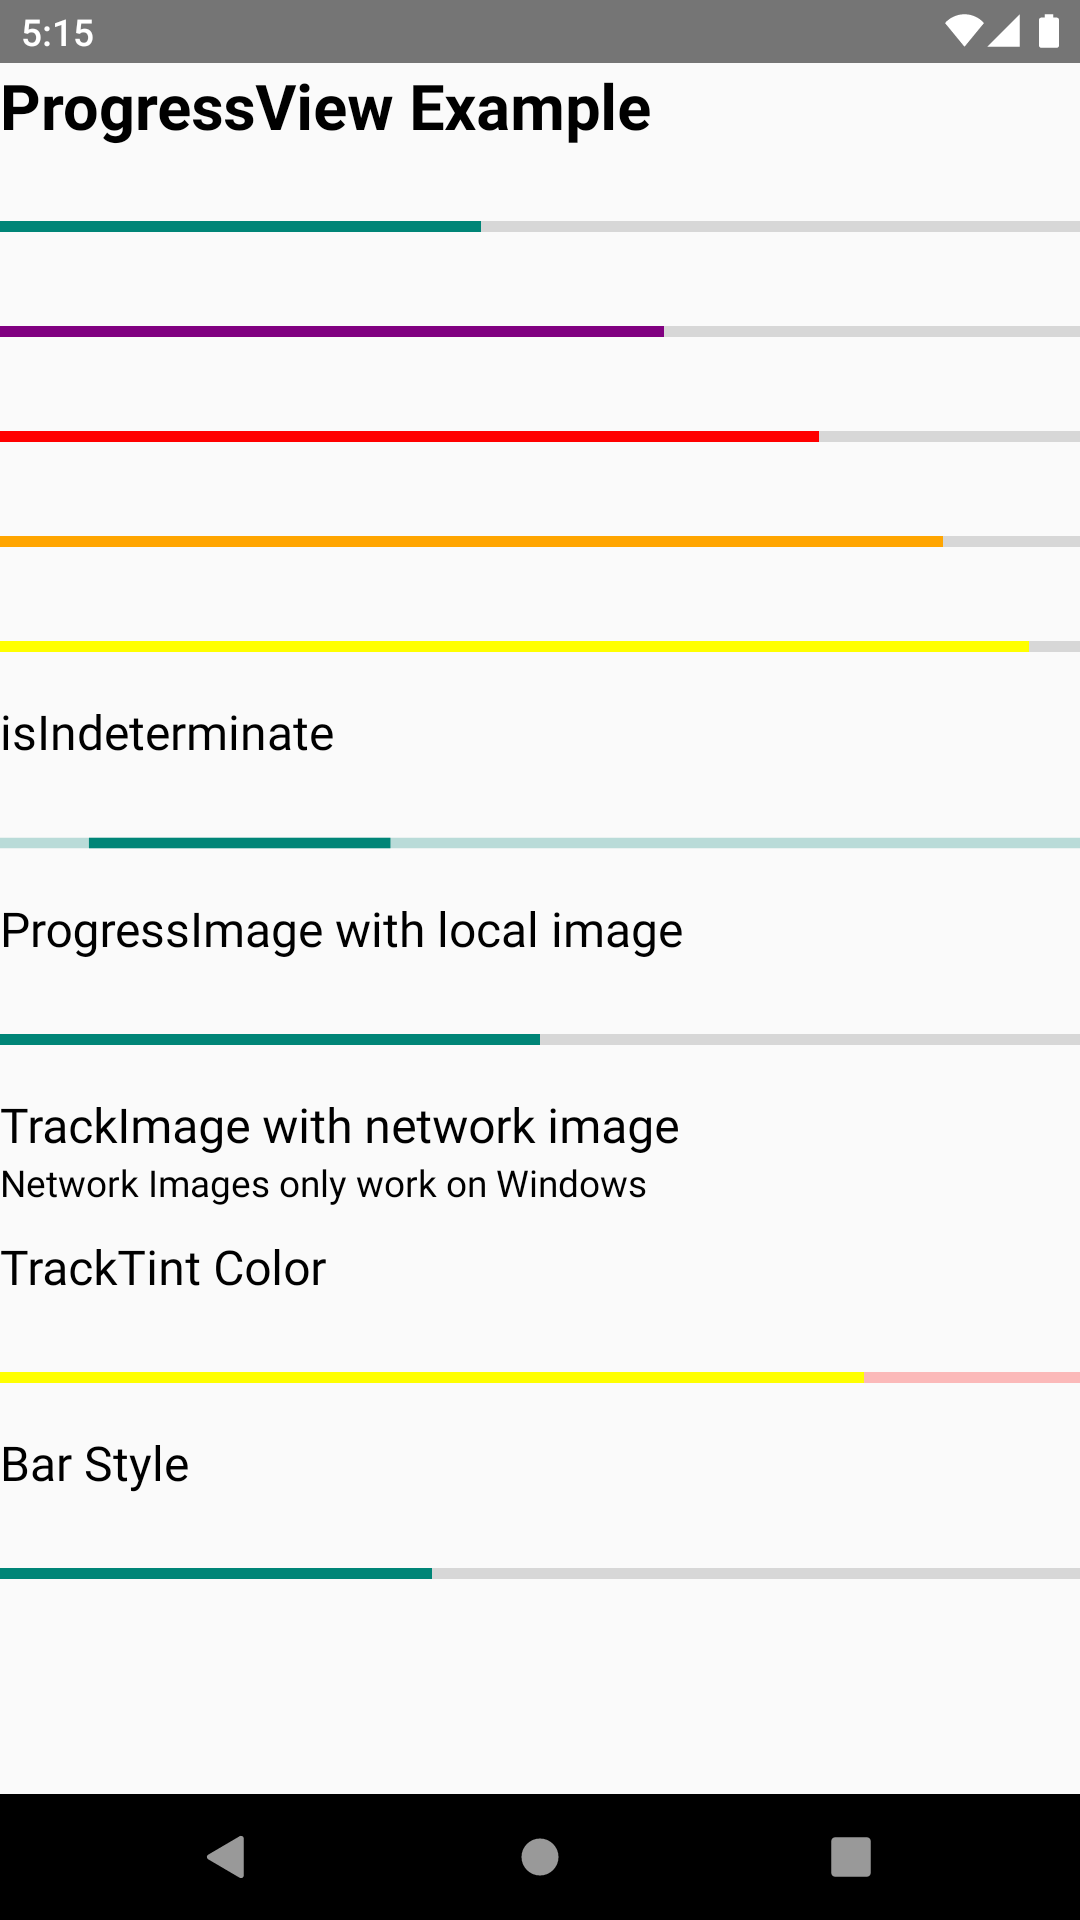 5:15
ProgressView Example
isIndeterminate
ProgressImage with local image
TrackImage with network image
Network Images only work on Windows
TrackTint Color
Bar Style